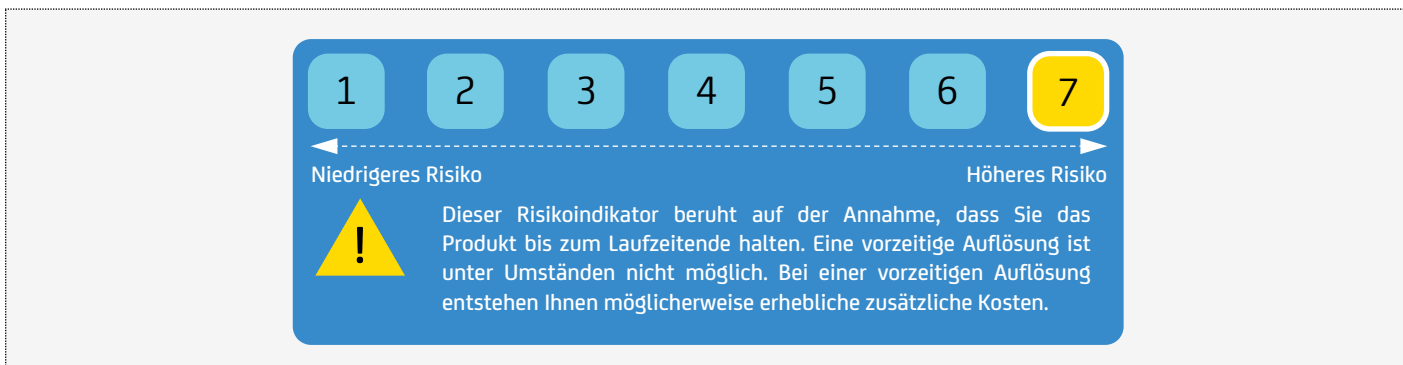 1 2 3 4 5 6 7
Niedrigeres Risiko Höheres Risiko
!
Dieser Risikoindikator beruht auf der Annahme, dass Sie das
Produkt bis zum Laufzeitende halten. Eine vorzeitige Auflösung ist
unter Umständen nicht möglich. Bei einer vorzeitigen Auflösung
entstehen Ihnen möglicherweise erhebliche zusätzliche Kosten.